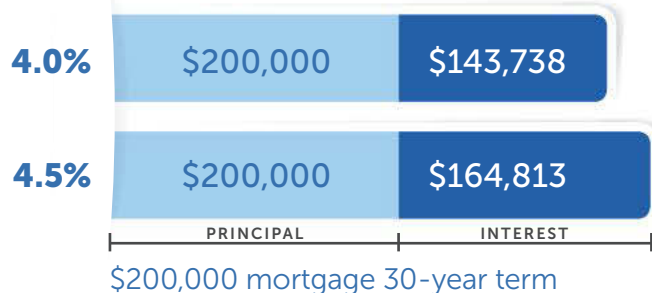 4.0% $200,000 $143,738
4.5% $200,000 $164,813
PRINCIPAL INTEREST
$200,000 mortgage 30-year term